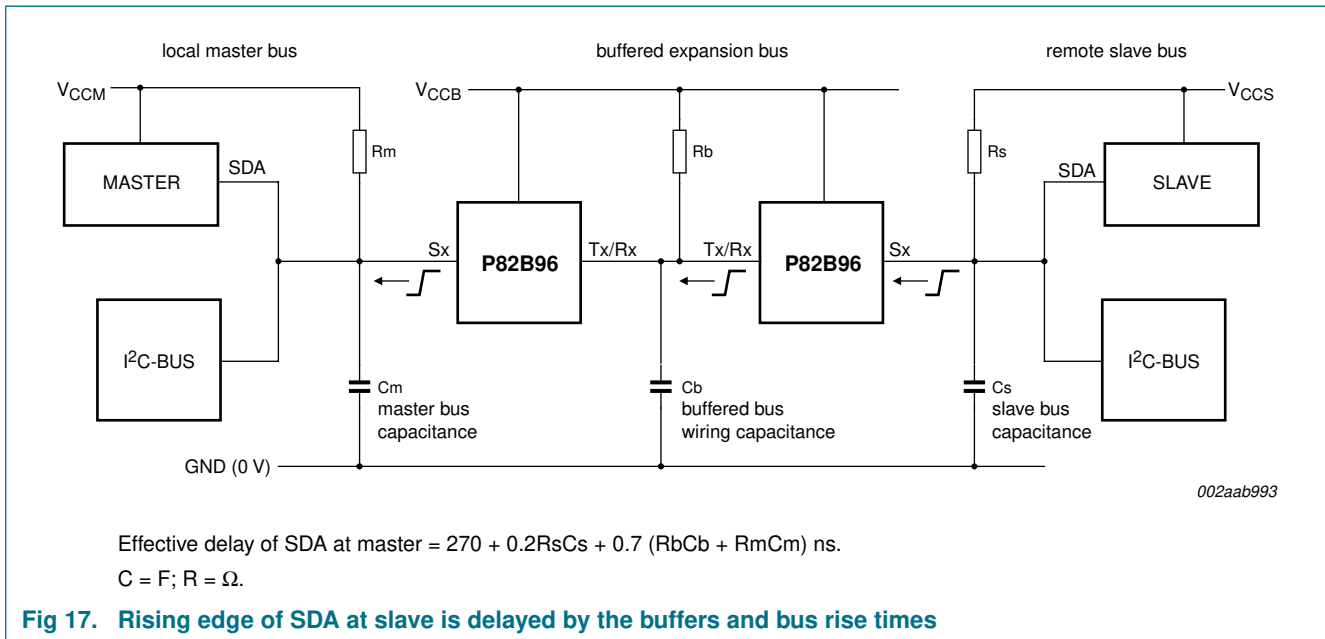 local master bus
buffered expansion bus
remote slave bus
VCCM
VCCB
VCCS
Rm
Rb
Rs
MASTER
SDA
SDA
SLAVE
Sx
P82B96
Tx/Rx
Tx/Rx
P82B96
Sx
I²C-BUS
I²C-BUS
Cm
master bus
capacitance
Cb
buffered bus
wiring capacitance
Cs
slave bus
capacitance
GND (0 V)
002aab993
Effective delay of SDA at master = 270 + 0.2RsCs + 0.7 (RbCb + RmCm) ns.
C = F; R = Ω.
Fig 17. Rising edge of SDA at slave is delayed by the buffers and bus rise times